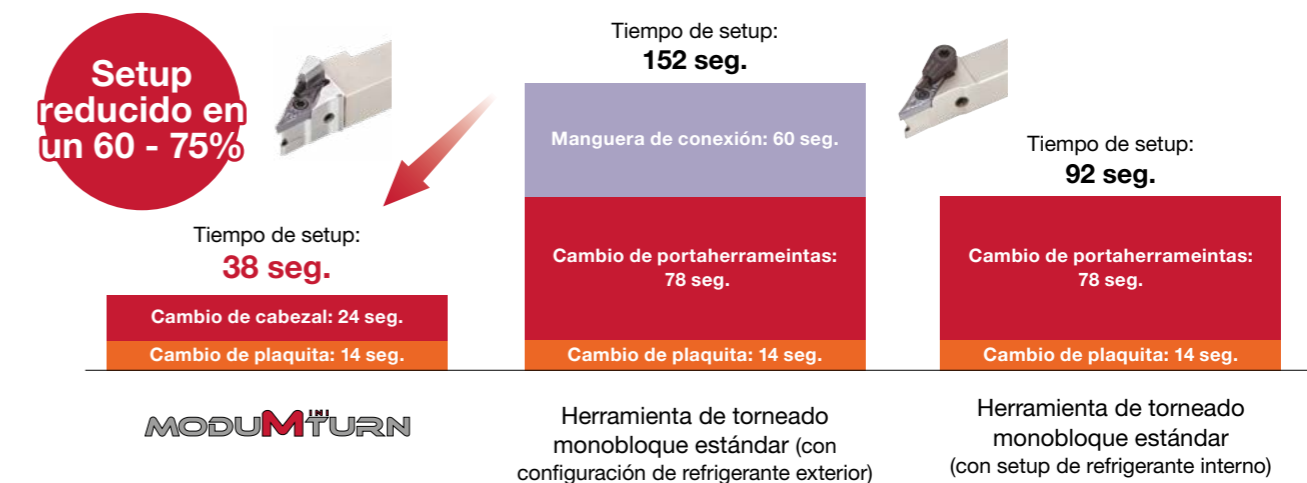 Setup
reducido en
un 60 - 75%
Tiempo de setup:
38 seg.
Cambio de cabezal: 24 seg.
Cambio de plaquita: 14 seg.
MODUMINITURN
Tiempo de setup:
152 seg.
Manguera de conexión: 60 seg.
Cambio de portaherrameintas:
78 seg.
Cambio de plaquita: 14 seg.
Herramienta de torneado
monobloque estándar (con
configuración de refrigerante exterior)
Tiempo de setup:
92 seg.
Cambio de portaherrameintas:
78 seg.
Cambio de plaquita: 14 seg.
Herramienta de torneado
monobloque estándar
(con setup de refrigerante interno)